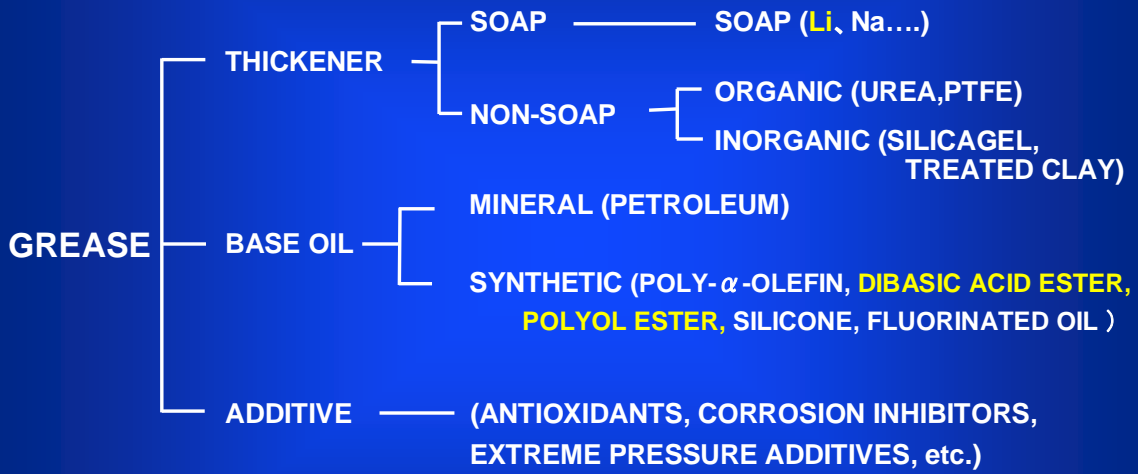 SOAP SOAP (Li、Na....)
THICKENER
ORGANIC (UREA,PTFE)
NON-SOAP
INORGANIC (SILICAGEL,
TREATED CLAY)
MINERAL (PETROLEUM)
GREASE BASE OIL
SYNTHETIC (POLY-α-OLEFIN, DIBASIC ACID ESTER,
POLYOL ESTER, SILICONE, FLUORINATED OIL）
ADDITIVE (ANTIOXIDANTS, CORROSION INHIBITORS,
EXTREME PRESSURE ADDITIVES, etc.)